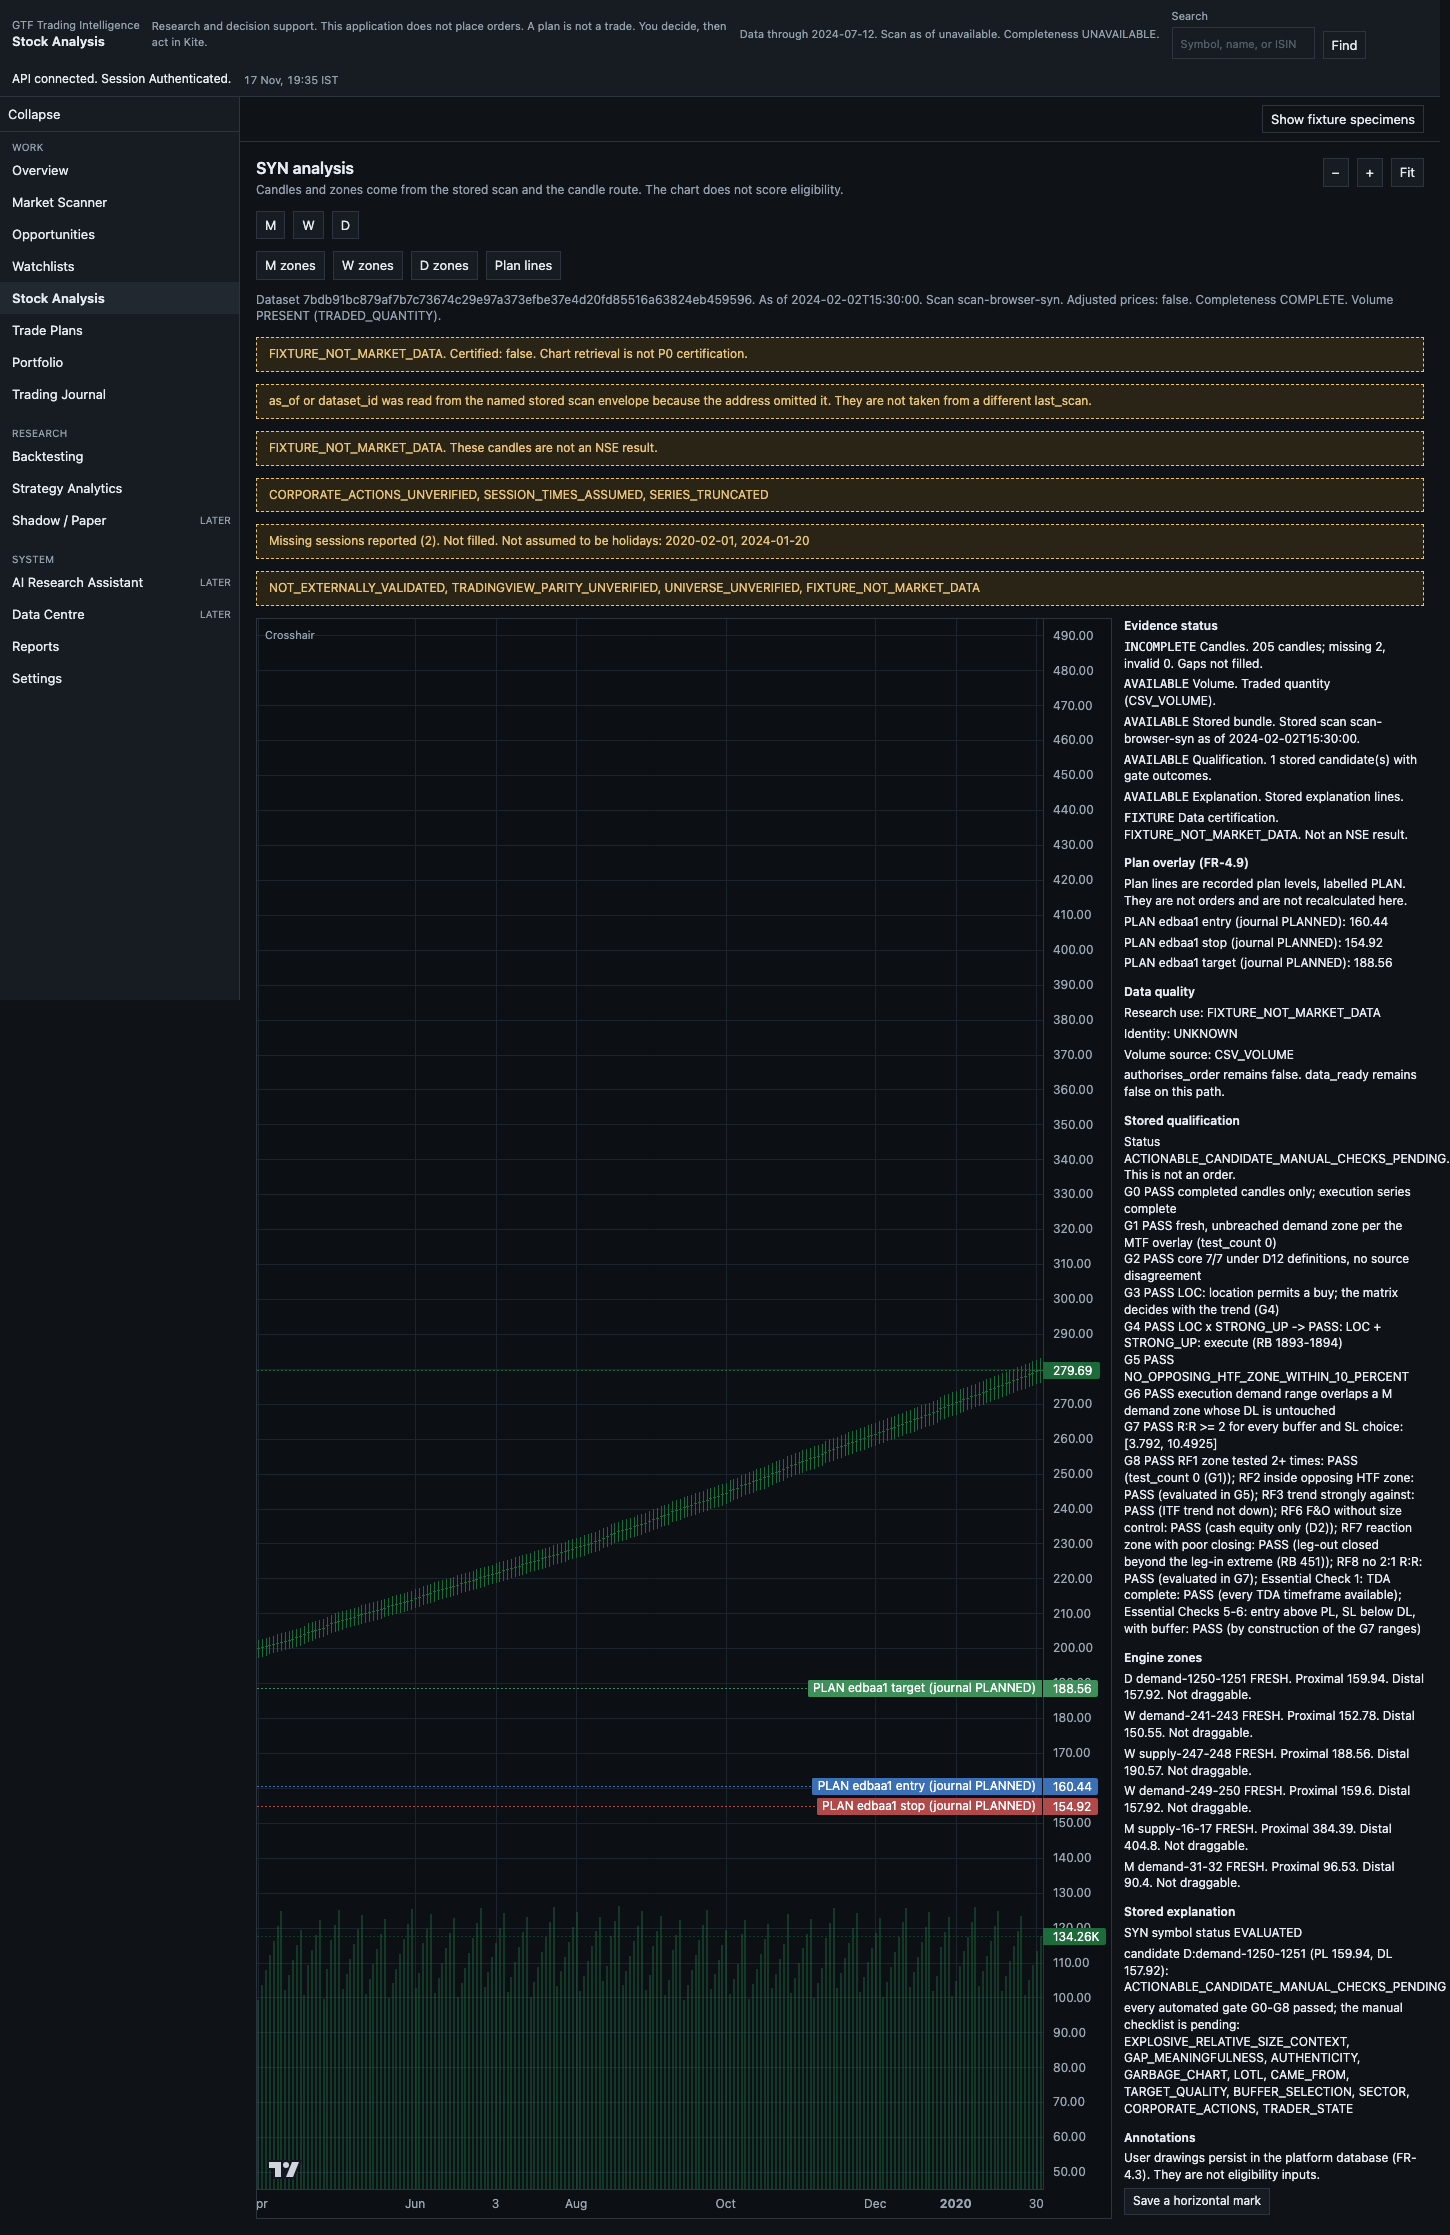 GTF Trading Intelligence
Stock Analysis
Research and decision support. This application does not place orders. A plan is not a trade. You decide, then
act in Kite.
Data through 2024-07-12. Scan as of unavailable. Completeness UNAVAILABLE.
Search
Symbol, name, or ISIN
Find
API connected. Session Authenticated.
17 Nov, 19:35 IST
Collapse
WORK
Overview
Market Scanner
Opportunities
Watchlists
Stock Analysis
Trade Plans
Portfolio
Trading Journal
RESEARCH
Backtesting
Strategy Analytics
Shadow / Paper LATER
SYSTEM
AI Research Assistant LATER
Data Centre LATER
Reports
Settings
Show fixture specimens
SYN analysis
Candles and zones come from the stored scan and the candle route. The chart does not score eligibility.
− + Fit
M W D
M zones W zones D zones Plan lines
Dataset 7bdb91bc879af7b7c73674c29e97a373efbe37e4d20fd85516a63824eb459596. As of 2024-02-02T15:30:00. Scan scan-browser-syn. Adjusted prices: false. Completeness COMPLETE. Volume
PRESENT (TRADED_QUANTITY).
FIXTURE_NOT_MARKET_DATA. Certified: false. Chart retrieval is not P0 certification.
as_of or dataset_id was read from the named stored scan envelope because the address omitted it. They are not taken from a different last_scan.
FIXTURE_NOT_MARKET_DATA. These candles are not an NSE result.
CORPORATE_ACTIONS_UNVERIFIED, SESSION_TIMES_ASSUMED, SERIES_TRUNCATED
Missing sessions reported (2). Not filled. Not assumed to be holidays: 2020-02-01, 2024-01-20
NOT_EXTERNALLY_VALIDATED, TRADINGVIEW_PARITY_UNVERIFIED, UNIVERSE_UNVERIFIED, FIXTURE_NOT_MARKET_DATA
Crosshair
490.00
480.00
470.00
460.00
450.00
440.00
430.00
420.00
410.00
400.00
390.00
380.00
370.00
360.00
350.00
340.00
330.00
320.00
310.00
300.00
290.00
279.69
270.00
260.00
250.00
240.00
230.00
220.00
210.00
200.00
PLAN edbaa1 target (journal PLANNED) 188.56
180.00
170.00
PLAN edbaa1 entry (journal PLANNED) 160.44
PLAN edbaa1 stop (journal PLANNED) 154.92
150.00
140.00
130.00
120.00
134.26K
110.00
100.00
90.00
80.00
70.00
60.00
50.00
pr Jun 3 Aug Oct Dec 2020 30
Evidence status
INCOMPLETE Candles. 205 candles; missing 2,
invalid 0. Gaps not filled.
AVAILABLE Volume. Traded quantity
(CSV_VOLUME).
AVAILABLE Stored bundle. Stored scan scan-
browser-syn as of 2024-02-02T15:30:00.
AVAILABLE Qualification. 1 stored candidate(s) with
gate outcomes.
AVAILABLE Explanation. Stored explanation lines.
FIXTURE Data certification.
FIXTURE_NOT_MARKET_DATA. Not an NSE result.
Plan overlay (FR-4.9)
Plan lines are recorded plan levels, labelled PLAN.
They are not orders and are not recalculated here.
PLAN edbaa1 entry (journal PLANNED): 160.44
PLAN edbaa1 stop (journal PLANNED): 154.92
PLAN edbaa1 target (journal PLANNED): 188.56
Data quality
Research use: FIXTURE_NOT_MARKET_DATA
Identity: UNKNOWN
Volume source: CSV_VOLUME
authorises_order remains false. data_ready remains
false on this path.
Stored qualification
Status
ACTIONABLE_CANDIDATE_MANUAL_CHECKS_PENDING.
This is not an order.
G0 PASS completed candles only; execution series
complete
G1 PASS fresh, unbreached demand zone per the
MTF overlay (test_count 0)
G2 PASS core 7/7 under D12 definitions, no source
disagreement
G3 PASS LOC: location permits a buy; the matrix
decides with the trend (G4)
G4 PASS LOC x STRONG_UP -> PASS: LOC +
STRONG_UP: execute (RB 1893-1894)
G5 PASS
NO_OPPOSING_HTF_ZONE_WITHIN_10_PERCENT
G6 PASS execution demand range overlaps a M
demand zone whose DL is untouched
G7 PASS R:R >= 2 for every buffer and SL choice:
[3.792, 10.4925]
G8 PASS RF1 zone tested 2+ times: PASS
(test_count 0 (G1)); RF2 inside opposing HTF zone:
PASS (evaluated in G5); RF3 trend strongly against:
PASS (ITF trend not down); RF6 F&O without size
control: PASS (cash equity only (D2)); RF7 reaction
zone with poor closing: PASS (leg-out closed
beyond the leg-in extreme (RB 451)); RF8 no 2:1 R:R:
PASS (evaluated in G7); Essential Check 1: TDA
complete: PASS (every TDA timeframe available);
Essential Checks 5-6: entry above PL, SL below DL,
with buffer: PASS (by construction of the G7 ranges)
Engine zones
D demand-1250-1251 FRESH. Proximal 159.94. Distal
157.92. Not draggable.
W demand-241-243 FRESH. Proximal 152.78. Distal
150.55. Not draggable.
W supply-247-248 FRESH. Proximal 188.56. Distal
190.57. Not draggable.
W demand-249-250 FRESH. Proximal 159.6. Distal
157.92. Not draggable.
M supply-16-17 FRESH. Proximal 384.39. Distal
404.8. Not draggable.
M demand-31-32 FRESH. Proximal 96.53. Distal
90.4. Not draggable.
Stored explanation
SYN symbol status EVALUATED
candidate D:demand-1250-1251 (PL 159.94, DL
157.92):
ACTIONABLE_CANDIDATE_MANUAL_CHECKS_PENDING
every automated gate G0-G8 passed; the manual
checklist is pending:
EXPLOSIVE_RELATIVE_SIZE_CONTEXT,
GAP_MEANINGFULNESS, AUTHENTICITY,
GARBAGE_CHART, LOTL, CAME_FROM,
TARGET_QUALITY, BUFFER_SELECTION, SECTOR,
CORPORATE_ACTIONS, TRADER_STATE
Annotations
User drawings persist in the platform database (FR-
4.3). They are not eligibility inputs.
Save a horizontal mark